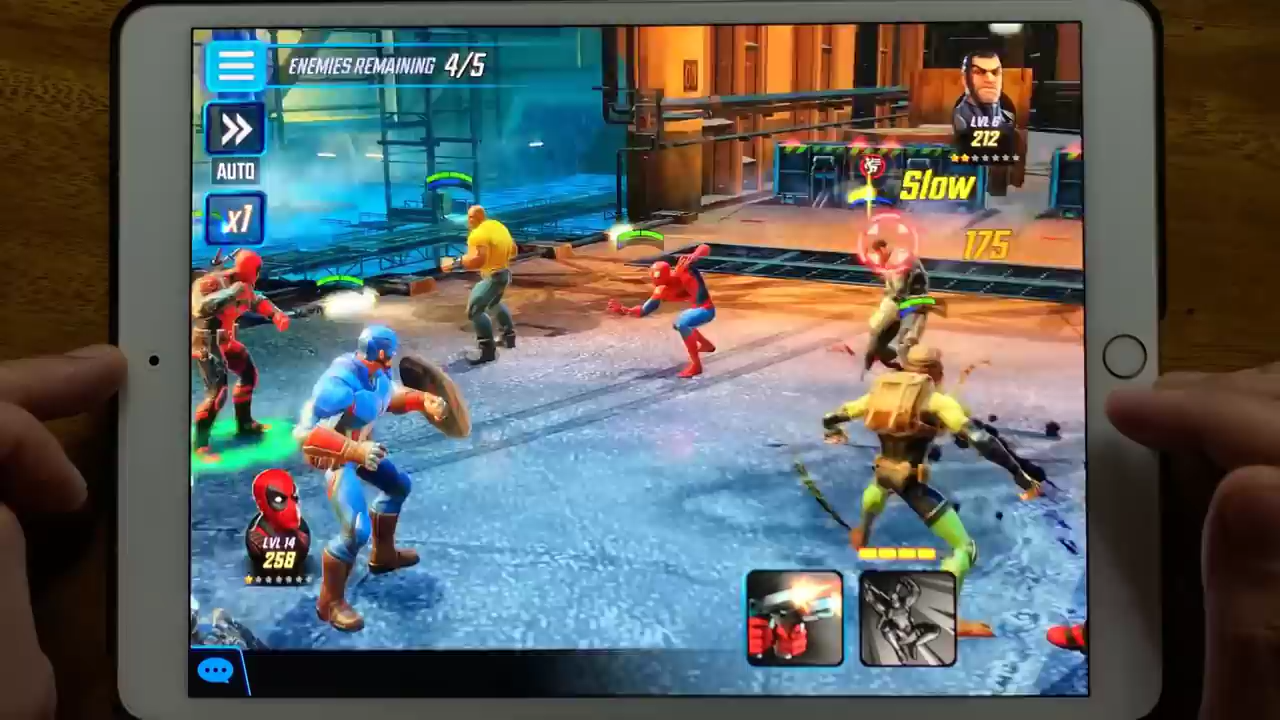 ENEMIES REMAINING 4/5
AUTO
x1
LVL 6
212
Slow
175
LVL 14
258